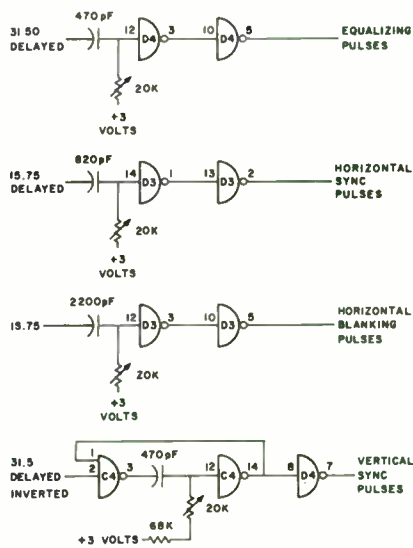 470pF
31.50 DELAYED
12 D4 3 10 D4 5
EQUALIZING PULSES
20K
+3 VOLTS
820pF
15.75 DELAYED
14 D3 1 13 D3 2
HORIZONTAL SYNC PULSES
20K
+3 VOLTS
2200pF
15.75
12 D3 3 10 D3 5
HORIZONTAL BLANKING PULSES
20K
+3 VOLTS
31.5 DELAYED INVERTED
1
2 C4 3
470pF
12 C4 14 8 D4 7
VERTICAL SYNC PULSES
20K
68K
+3 VOLTS